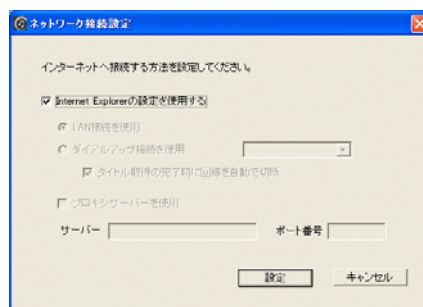 ネットワーク接続設定
インターネットへ接続する方法を設定してください。
Internet Explorerの設定を使用する
LAN接続を使用
ダイアルアップ接続を使用
タイトル取得の完了時に回線を自動で切断
プロキシサーバーを使用
サーバー
ポート番号
設定
キャンセル